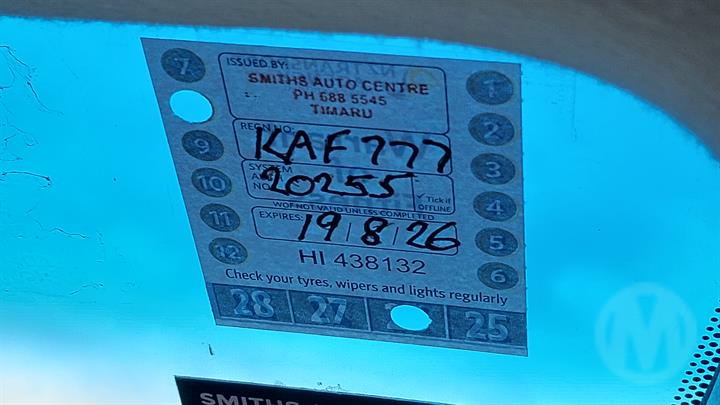 ISSUED BY:
SMITHS AUTO CENTRE
PH 688 5545
TIMARU
REGN NO.
KAF777
SYSTEM
NO.
20255
✓ Tick if
OFFLINE
WOF NOT VALID UNLESS COMPLETED
EXPIRES: 19/8/26
HI 438132
Check your tyres, wipers and lights regularly
7
9
10
11
12
1
2
3
4
5
6
28 27 25
SMITHS
M